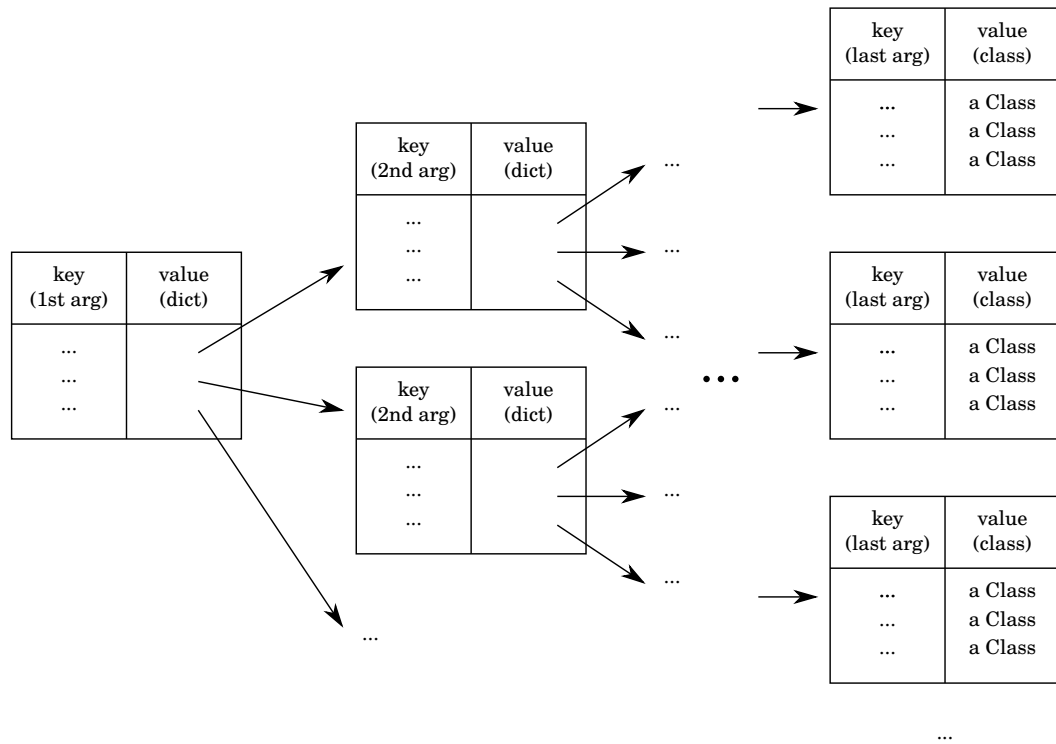 key value
(1st arg) (dict)
...
...
...
key value
(2nd arg) (dict)
...
...
...
key value
(2nd arg) (dict)
...
...
...
...
...
...
...
...
...
...
...
...
key value
(last arg) (class)
... a Class
... a Class
... a Class
key value
(last arg) (class)
... a Class
... a Class
... a Class
key value
(last arg) (class)
... a Class
... a Class
... a Class
...